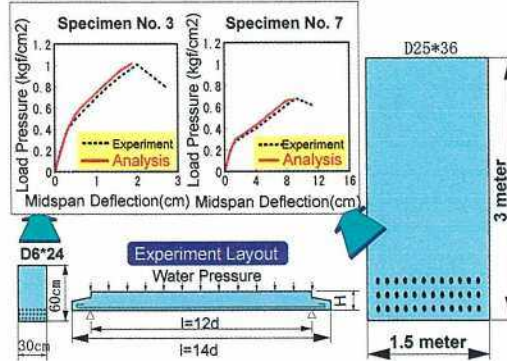 Specimen No. 3
Specimen No. 7
Load Pressure (kgf/cm2)
1.2
1
0.8
0.6
0.4
0.2
0
0 1 2 3
Experiment
Analysis
Midspan Deflection(cm)
Load Pressure (kgf/cm2)
1.2
1
0.8
0.6
0.4
0.2
0
0 4 8 12 16
Experiment
Analysis
Midspan Deflection(cm)
D25*36
3 meter
1.5 meter
D6*24
60cm
30cm
Experiment Layout
Water Pressure
H
l=12d
l=14d